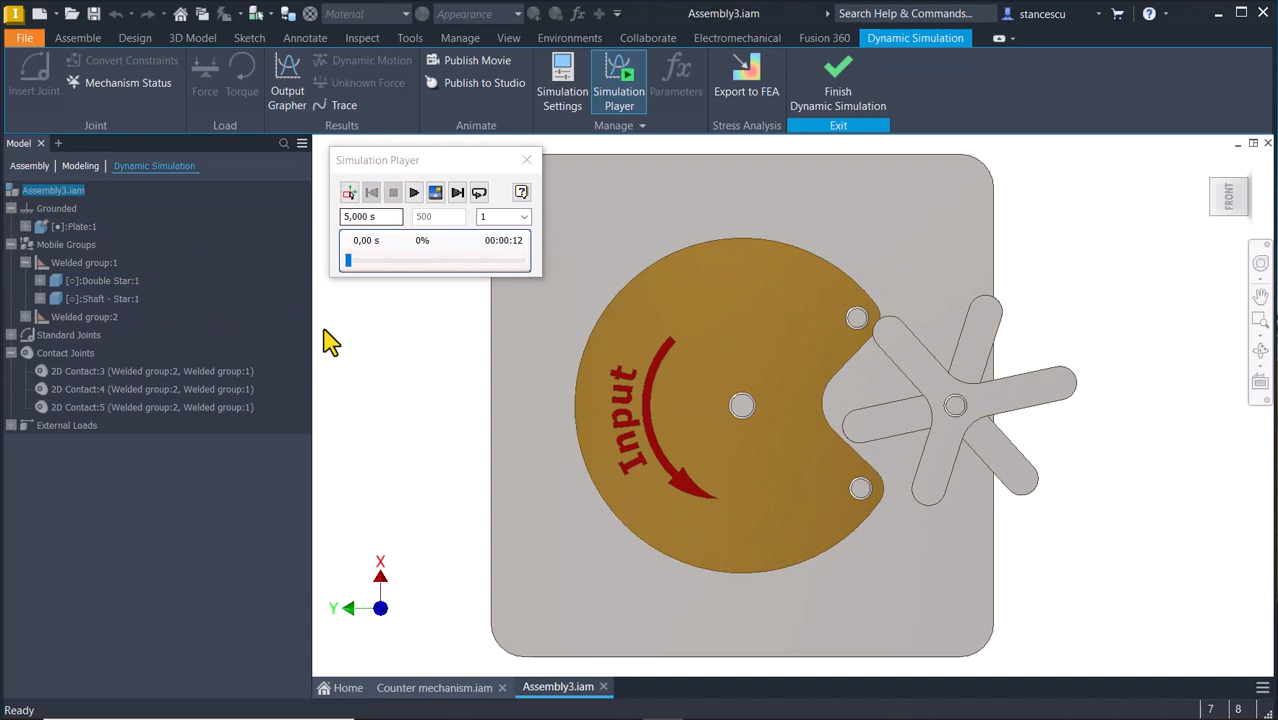 Material
Appearance
Assembly3.iam
Search Help & Commands...
stancescu
File
Assemble
Design
3D Model
Sketch
Annotate
Inspect
Tools
Manage
View
Environments
Collaborate
Electromechanical
Fusion 360
Dynamic Simulation
Insert Joint
Convert Constraints
Mechanism Status
Joint
Force
Torque
Load
Output
Grapher
Dynamic Motion
Unknown Force
Trace
Results
Publish Movie
Publish to Studio
Animate
Simulation
Settings
Simulation
Player
Parameters
Manage
Export to FEA
Stress Analysis
Finish
Dynamic Simulation
Exit
Model
Assembly
Modeling
Dynamic Simulation
Assembly3.iam
Grounded
[●]:Plate:1
Mobile Groups
Welded group:1
[○]:Double Star:1
[○]:Shaft - Star:1
Welded group:2
Standard Joints
Contact Joints
2D Contact:3 (Welded group:2, Welded group:1)
2D Contact:4 (Welded group:2, Welded group:1)
2D Contact:5 (Welded group:2, Welded group:1)
External Loads
Simulation Player
5,000 s
500
1
0,00 s
0%
00:00:12
Input
FRONT
X
Y
Home
Counter mechanism.iam
Assembly3.iam
Ready
7
8